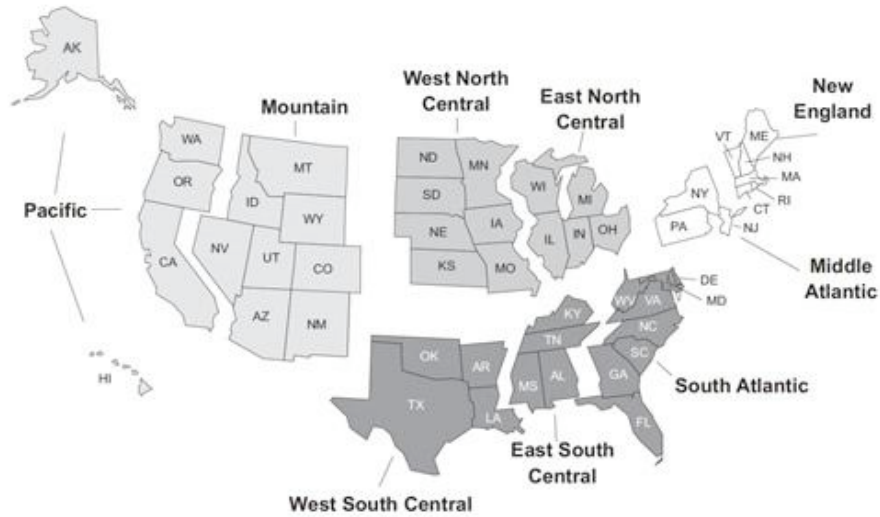 AK
West North
Central
East North
Central
New
England
Mountain
WA
OR
CA
Pacific
HI
MT
ID
WY
NV
UT
CO
AZ
NM
ND
SD
NE
KS
MN
IA
MO
WI
MI
IL
IN
OH
VT
ME
NH
MA
RI
CT
NY
PA
NJ
Middle
Atlantic
DE
MD
WV
VA
NC
SC
GA
FL
South Atlantic
KY
TN
MS
AL
East South
Central
OK
AR
TX
LA
West South Central